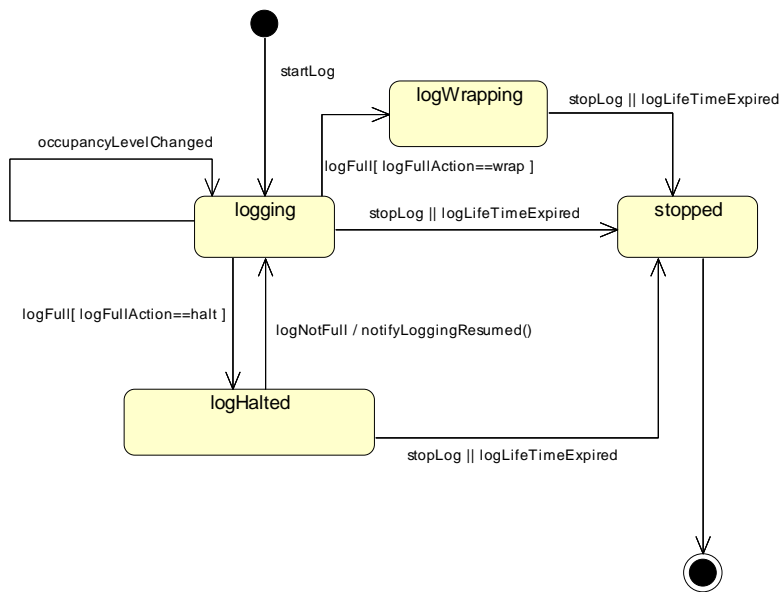 startLog
logWrapping
stopLog || logLifeTimeExpired
occupancyLevelChanged
logFull[ logFullAction==wrap ]
logging
stopLog || logLifeTimeExpired
stopped
logFull[ logFullAction==halt ]
logNotFull / notifyLoggingResumed()
logHalted
stopLog || logLifeTimeExpired